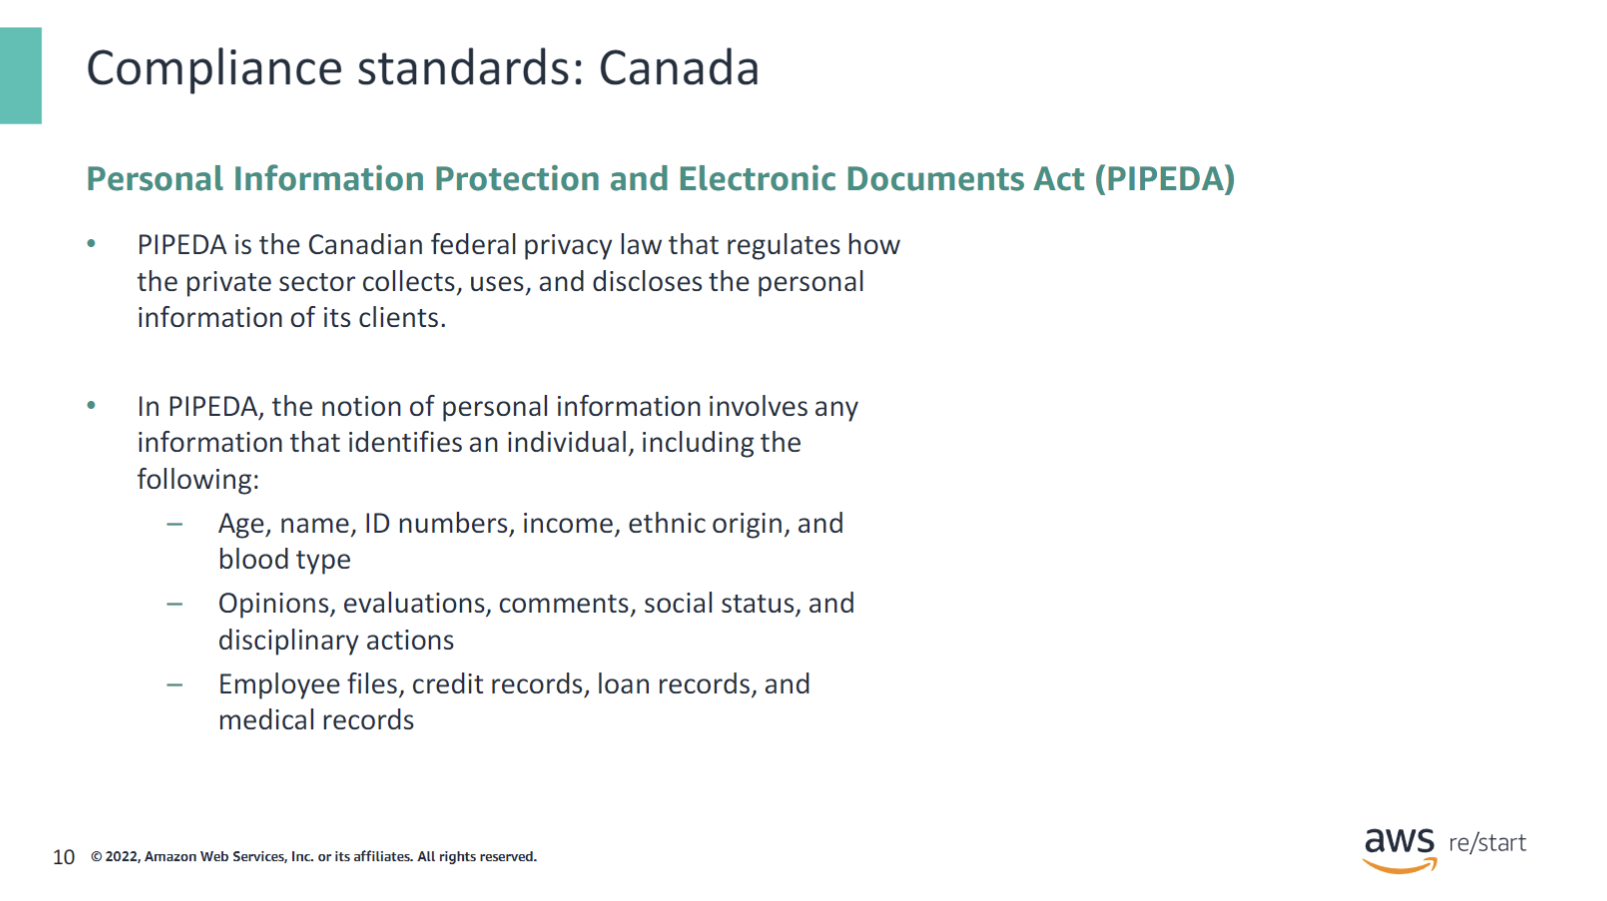 Compliance standards: Canada
Personal Information Protection and Electronic Documents Act (PIPEDA)
• PIPEDA is the Canadian federal privacy law that regulates how
the private sector collects, uses, and discloses the personal
information of its clients.
• In PIPEDA, the notion of personal information involves any
information that identifies an individual, including the
following:
– Age, name, ID numbers, income, ethnic origin, and
blood type
– Opinions, evaluations, comments, social status, and
disciplinary actions
– Employee files, credit records, loan records, and
medical records
10 © 2022, Amazon Web Services, Inc. or its affiliates. All rights reserved.
aws re/start